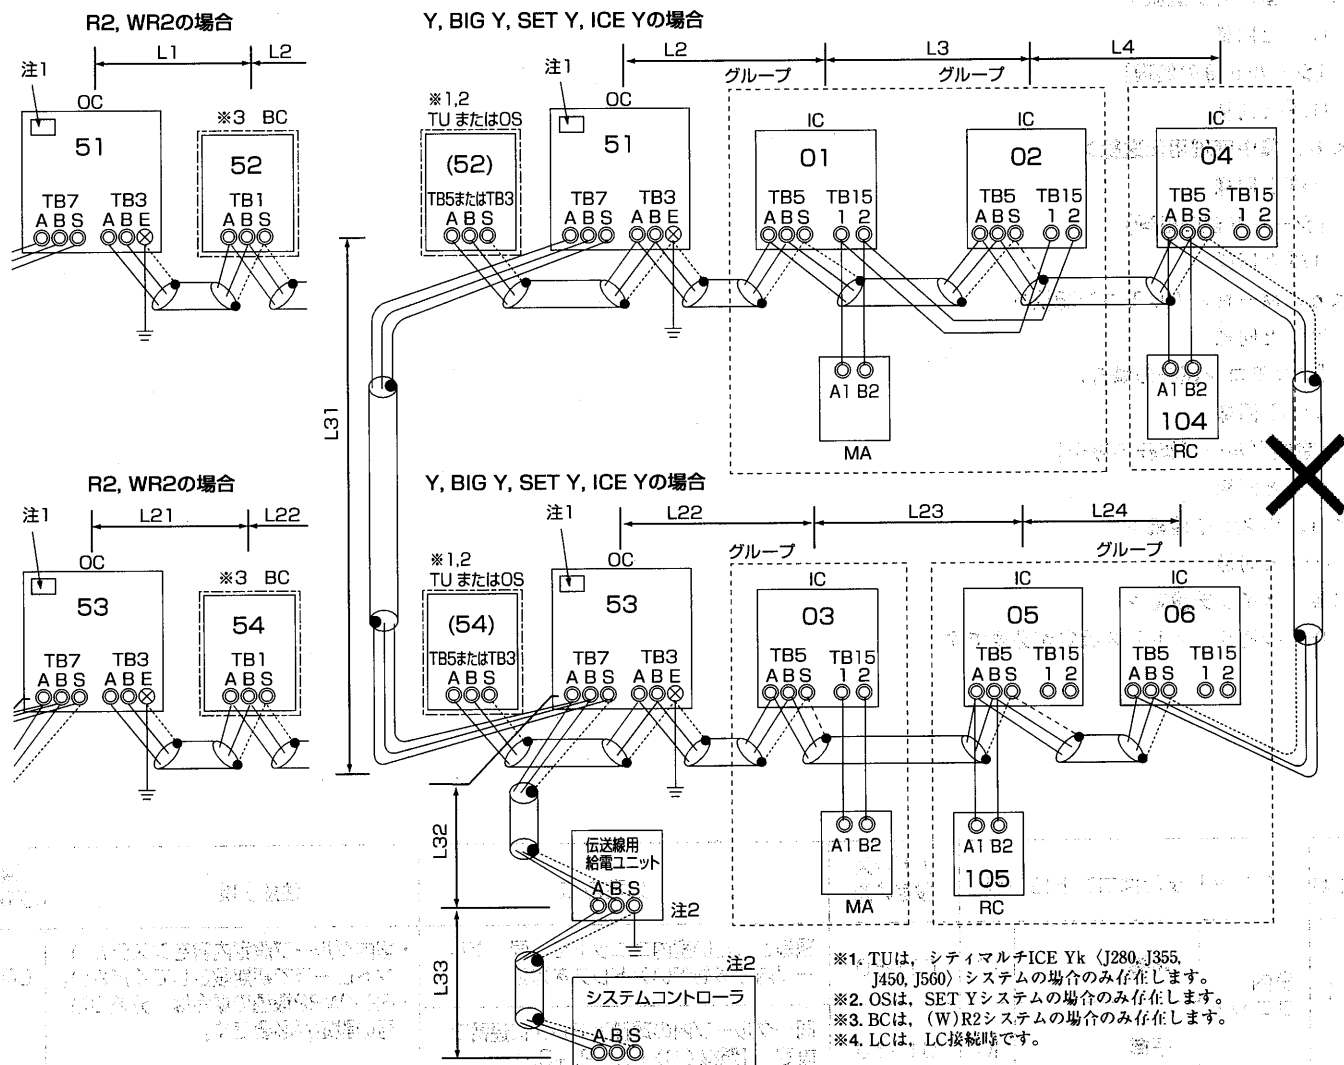 R2, WR2の場合
L1
L2
注1
OC
51
TB7
TB3
A B S
A B E
※3 BC
52
TB1
A B S
Y, BIG Y, SET Y, ICE Yの場合
L2
L3
L4
注1
グループ
グループ
※1,2
TU またはOS
(52)
TB5またはTB3
A B S
OC
51
TB7
TB3
A B S
A B E
IC
01
TB5
TB15
A B S
1 2
IC
02
TB5
TB15
A B S
1 2
IC
04
TB5
TB15
A B S
1 2
A1 B2
MA
A1 B2
104
RC
L31
R2, WR2の場合
L21
L22
注1
OC
53
TB7
TB3
A B S
A B E
※3 BC
54
TB1
A B S
Y, BIG Y, SET Y, ICE Yの場合
L22
L23
L24
注1
グループ
グループ
※1,2
TU またはOS
(54)
TB5またはTB3
A B S
OC
53
TB7
TB3
A B S
A B E
IC
03
TB5
TB15
A B S
1 2
IC
05
TB5
TB15
A B S
1 2
IC
06
TB5
TB15
A B S
1 2
A1 B2
MA
A1 B2
105
RC
L32
伝送線用
給電ユニット
A B S
注2
L33
注2
システムコントローラ
A B S
※1. TUは, シティマルチICE Yk〈J280, J355,
J450, J560〉システムの場合のみ存在します。
※2. OSは, SET Yシステムの場合のみ存在します。
※3. BCは, (W)R2システムの場合のみ存在します。
※4. LCは, LC接続時です。